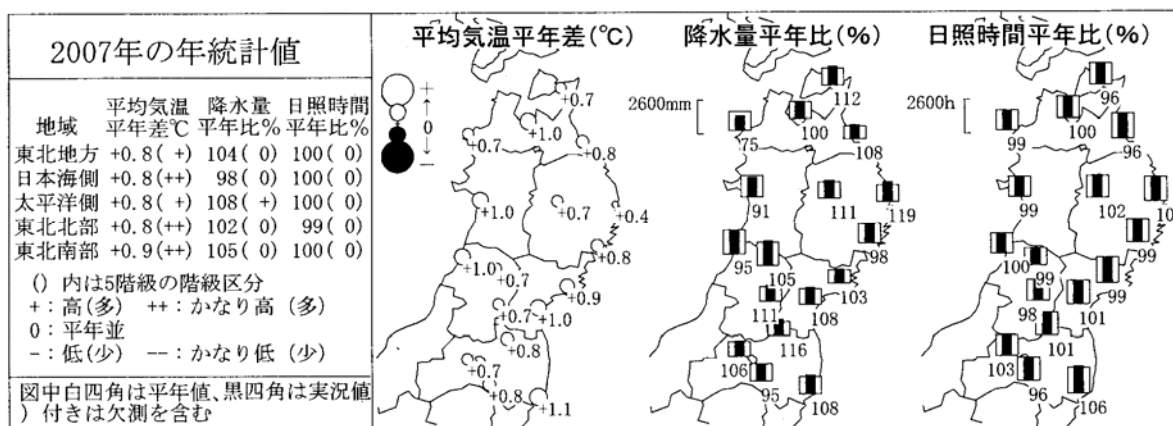 2007年の年統計値
平均気温 降水量 日照時間
地域 平年差℃ 平年比% 平年比%
東北地方 +0.8( +) 104( 0) 100( 0)
日本海側 +0.8(++) 98( 0) 100( 0)
太平洋側 +0.8( +) 108( +) 100( 0)
東北北部 +0.8(++) 102( 0) 99( 0)
東北南部 +0.9(++) 105( 0) 100( 0)
() 内は5階級の階級区分
+:高(多) ++:かなり高 (多)
0:平年並
-:低(少) --:かなり低 (少)
図中白四角は平年値、黒四角は実況値
) 付きは欠測を含む
平均気温平年差(℃)
+
↑
0
↓
-
+0.7
+1.0
+0.7
+0.8
+1.0
+0.7
+0.4
+0.8
+1.0
+0.7
+0.9
+0.7
+1.0
+0.8
+0.7
+0.8
+1.1
降水量平年比(%)
2600mm
112
100
75
108
91
111
119
98
95
105
103
111
108
116
106
95
108
日照時間平年比(%)
2600h
96
100
99
96
99
102
99
100
99
99
98
101
101
103
96
106